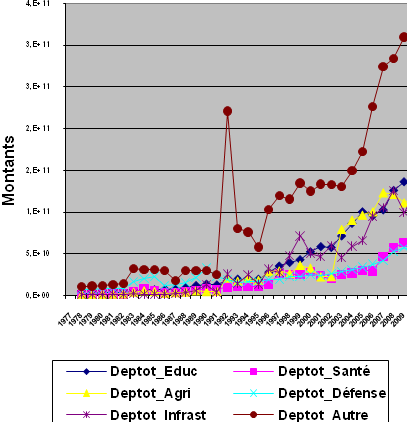 4,E+11
3,E+11
3,E+11
2,E+11
2,E+11
1,E+11
5,E+10
0,E+00
Montants
1977 1978 1979 1980 1981 1982 1983 1984 1985 1986 1987 1988 1989 1990 1991 1992 1993 1994 1995 1996 1997 1998 1999 2000 2001 2002 2003 2004 2005 2006 2007 2008 2009
Deptot_Educ Deptot_Santé
Deptot_Agri Deptot_Défense
Deptot_Infrast Deptot_Autre